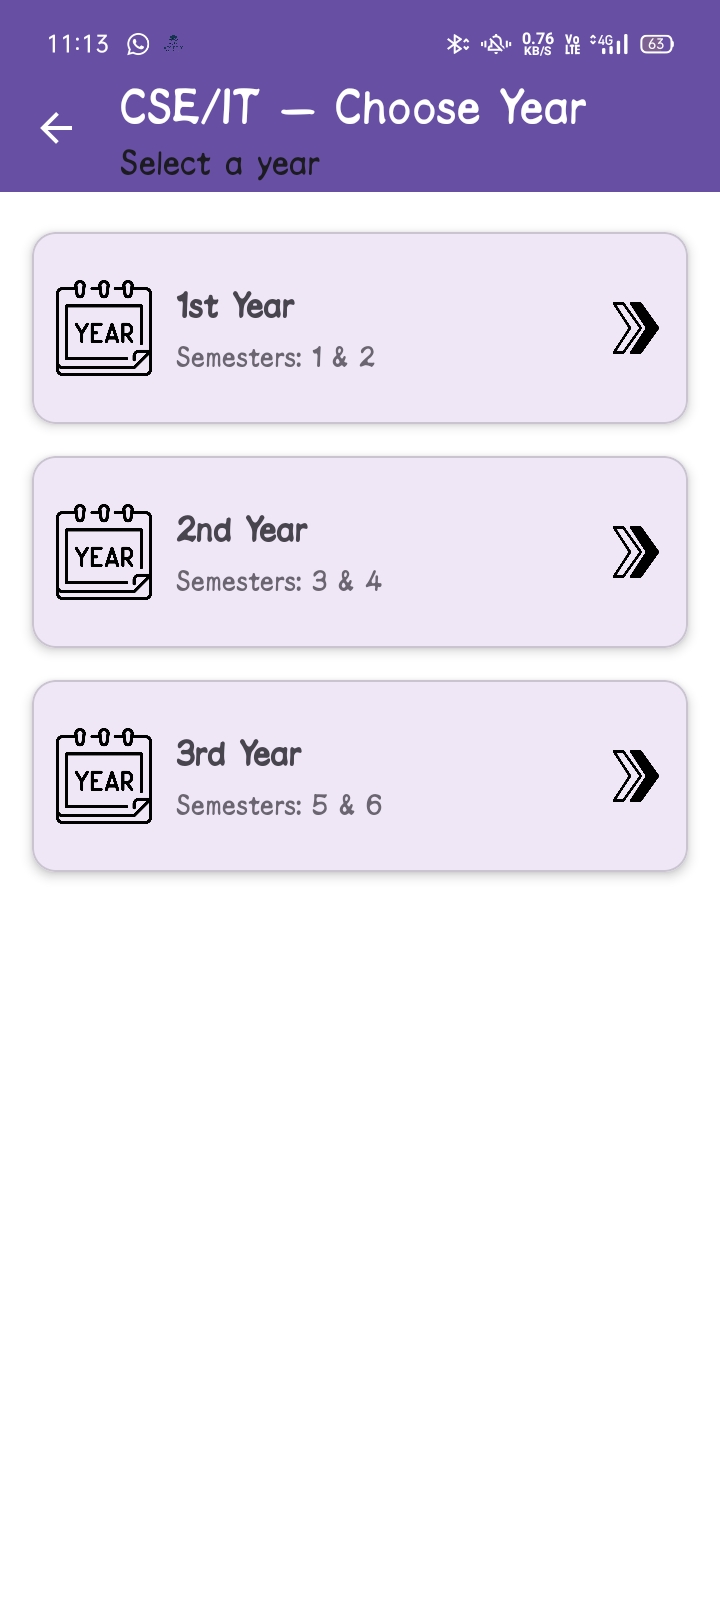 11:13
0.76
KB/S
Vo
LTE
4G
63
CSE/IT — Choose Year
Select a year
YEAR
1st Year
Semesters: 1 & 2
YEAR
2nd Year
Semesters: 3 & 4
YEAR
3rd Year
Semesters: 5 & 6